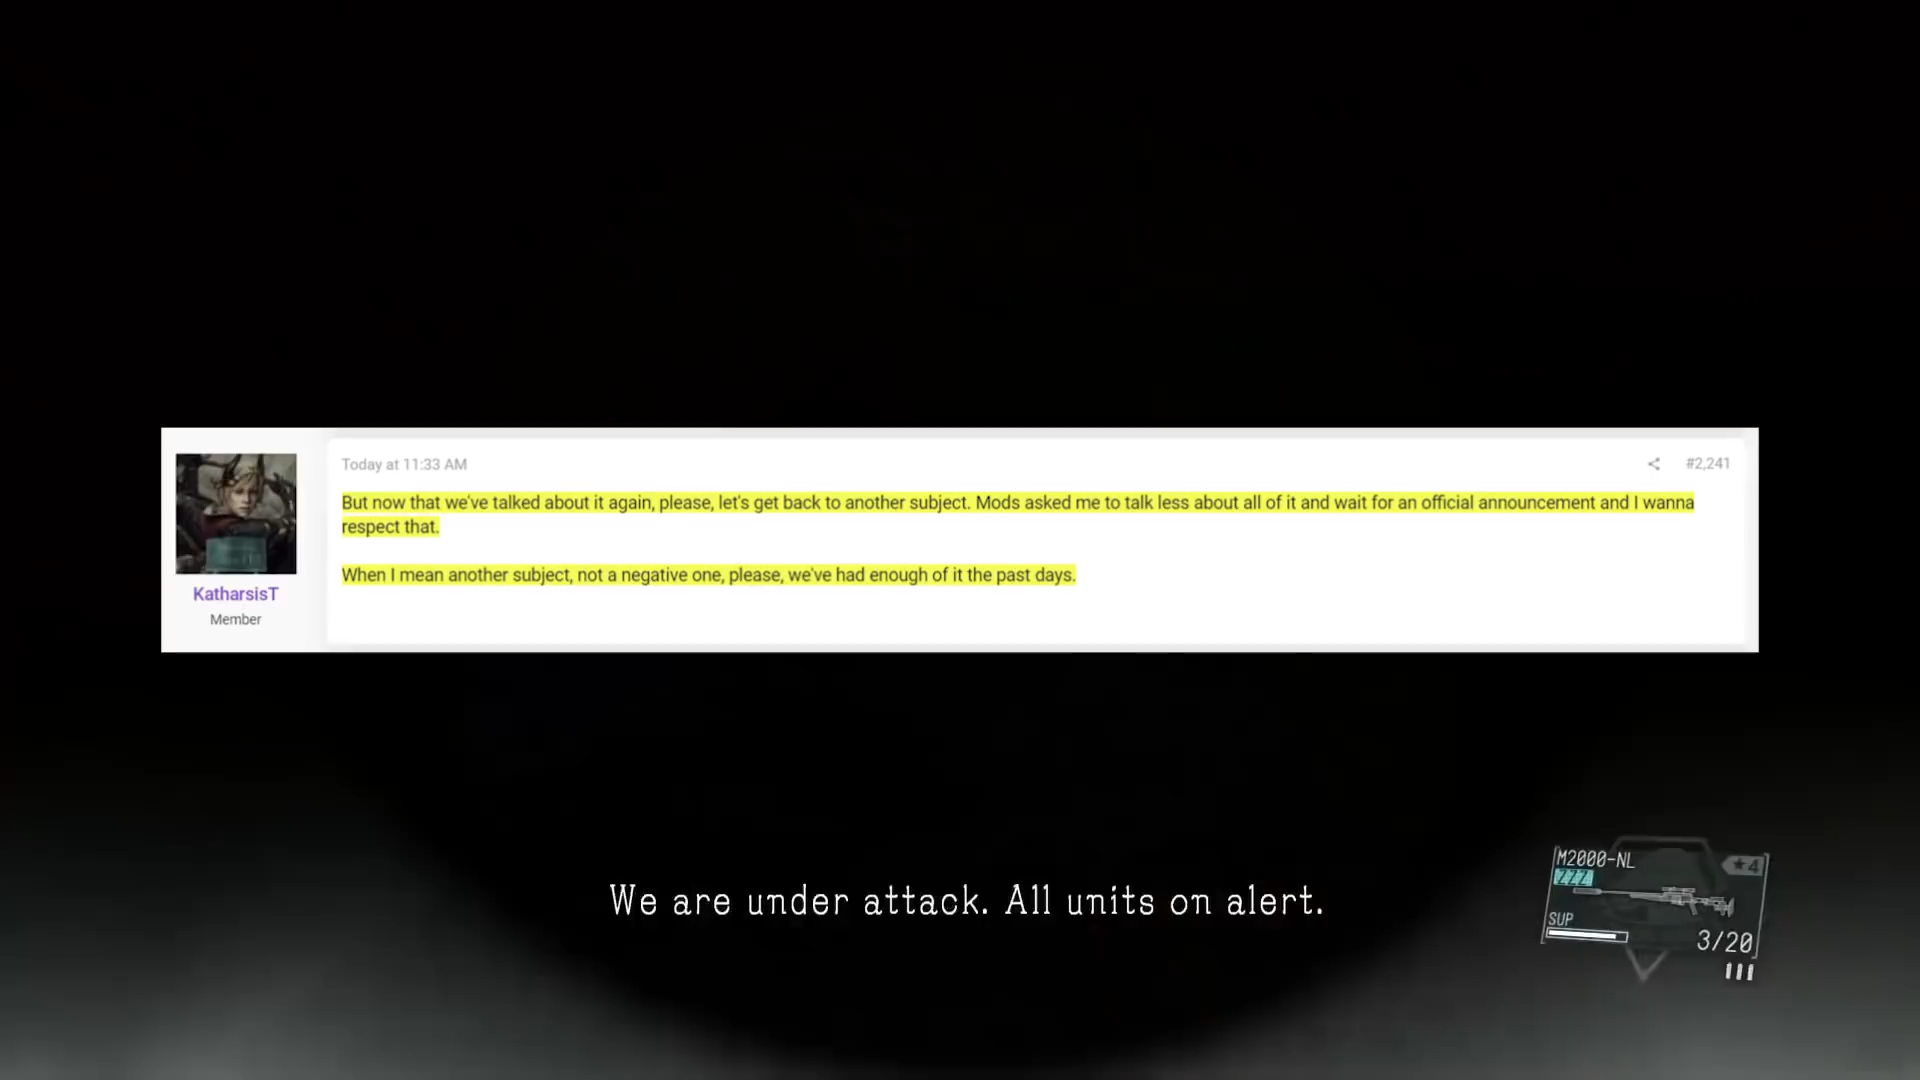 Today at 11:33 AM
#2,241
But now that we've talked about it again, please, let's get back to another subject. Mods asked me to talk less about all of it and wait for an official announcement and I wanna
respect that.
When I mean another subject, not a negative one, please, we've had enough of it the past days.
KatharsisT
Member
M2000-NL
★4
ZZZ
SUP
3/20
We are under attack. All units on alert.